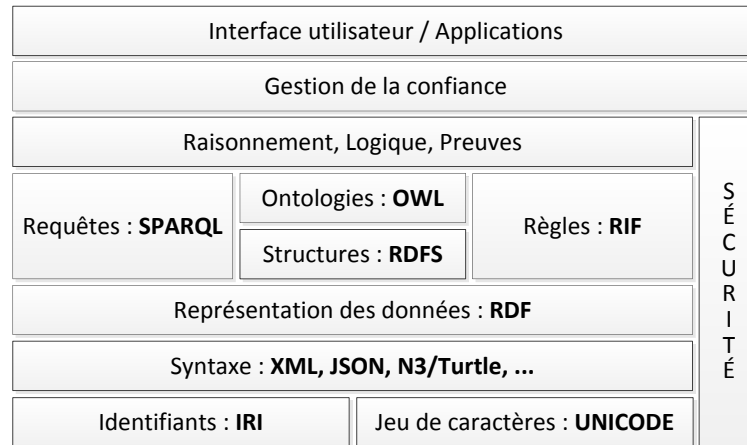 Interface utilisateur / Applications
Gestion de la confiance
Raisonnement, Logique, Preuves
Requêtes : SPARQL
Ontologies : OWL
Structures : RDFS
Règles : RIF
Représentation des données : RDF
Syntaxe : XML, JSON, N3/Turtle, ...
Identifiants : IRI
Jeu de caractères : UNICODE
SÉCURITÉ